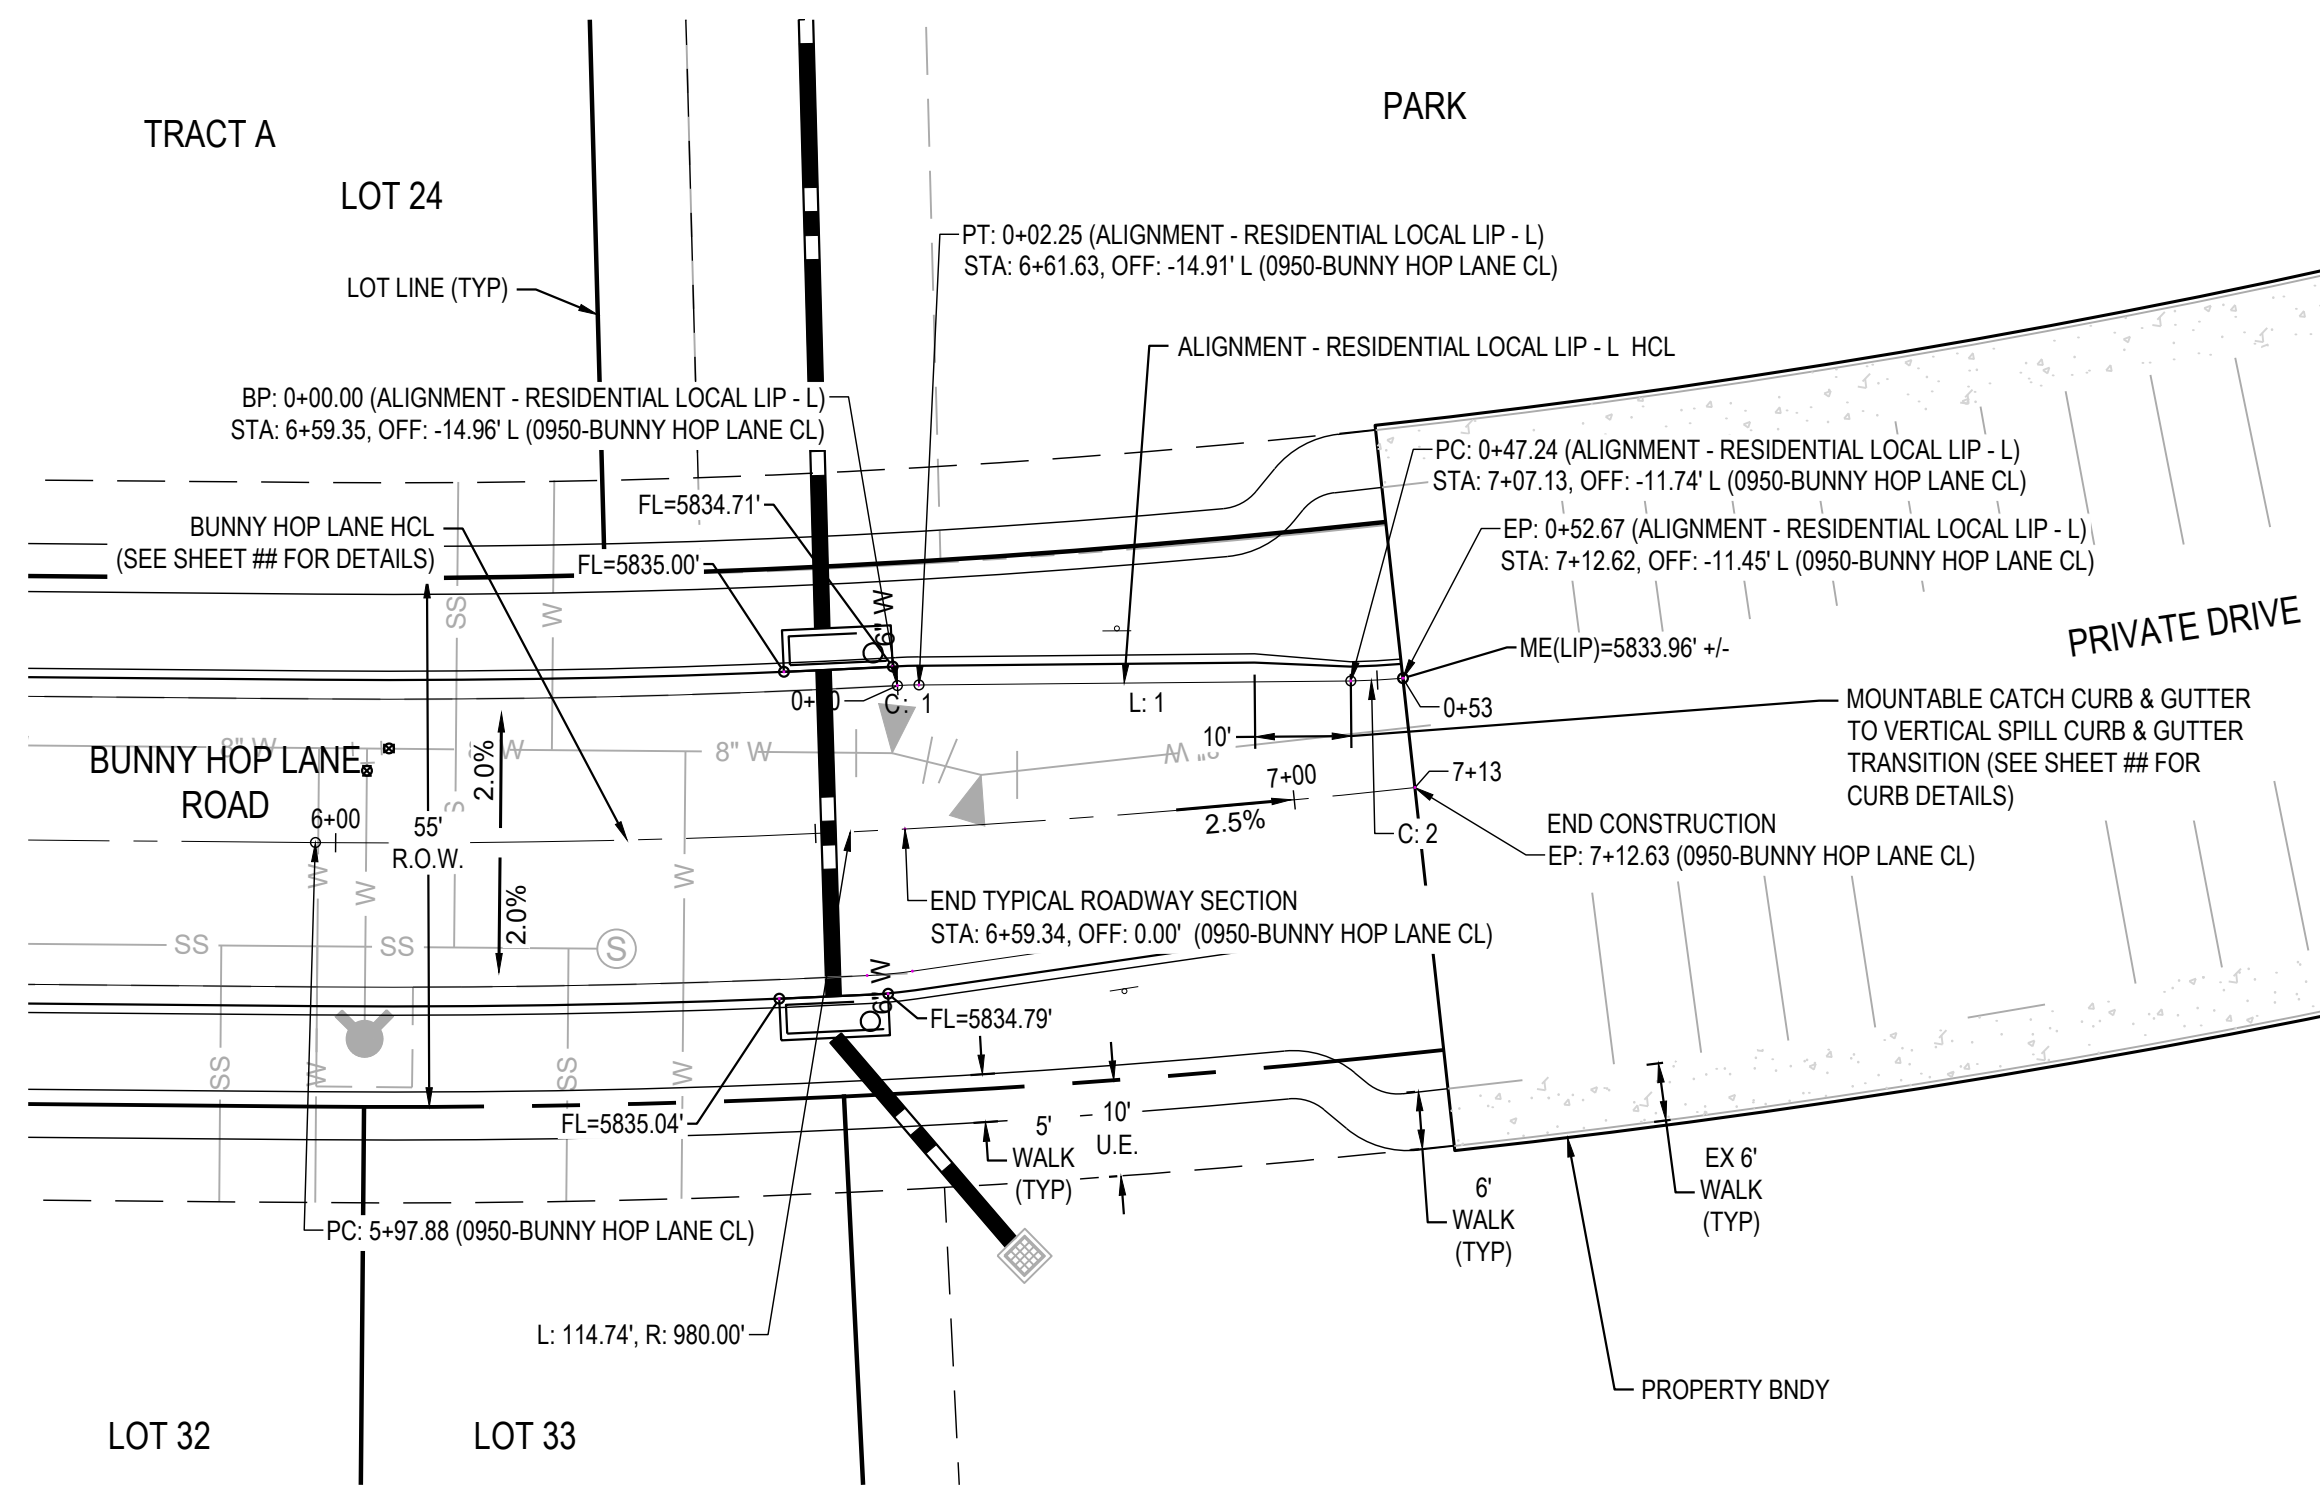 PARK
TRACT A
LOT 24
PT: 0+02.25 (ALIGNMENT - RESIDENTIAL LOCAL LIP - L)
STA: 6+61.63, OFF: -14.91' L (0950-BUNNY HOP LANE CL)
LOT LINE (TYP)
ALIGNMENT - RESIDENTIAL LOCAL LIP - L HCL
BP: 0+00.00 (ALIGNMENT - RESIDENTIAL LOCAL LIP - L)
STA: 6+59.35, OFF: -14.96' L (0950-BUNNY HOP LANE CL)
PC: 0+47.24 (ALIGNMENT - RESIDENTIAL LOCAL LIP - L)
STA: 7+07.13, OFF: -11.74' L (0950-BUNNY HOP LANE CL)
FL=5834.71'
BUNNY HOP LANE HCL
(SEE SHEET ## FOR DETAILS)
EP: 0+52.67 (ALIGNMENT - RESIDENTIAL LOCAL LIP - L)
STA: 7+12.62, OFF: -11.45' L (0950-BUNNY HOP LANE CL)
FL=5835.00'
SS
W
6" W
PRIVATE DRIVE
ME(LIP)=5833.96' +/-
C: 1
L: 1
0+53
MOUNTABLE CATCH CURB & GUTTER
TO VERTICAL SPILL CURB & GUTTER
TRANSITION (SEE SHEET ## FOR
CURB DETAILS)
10'
8" W
W
8" W
8" W
BUNNY HOP LANE
ROAD
2.0%
S
7+00
7+13
2.5%
6+00
55'
R.O.W.
C: 2
END CONSTRUCTION
EP: 7+12.63 (0950-BUNNY HOP LANE CL)
W
W
W
2.0%
END TYPICAL ROADWAY SECTION
STA: 6+59.34, OFF: 0.00' (0950-BUNNY HOP LANE CL)
SS
SS
S
6" W
FL=5834.79'
SS
W
SS
W
FL=5835.04'
5'
WALK
(TYP)
10'
U.E.
6'
WALK
(TYP)
EX 6'
WALK
(TYP)
PC: 5+97.88 (0950-BUNNY HOP LANE CL)
L: 114.74', R: 980.00'
PROPERTY BNDY
LOT 32
LOT 33